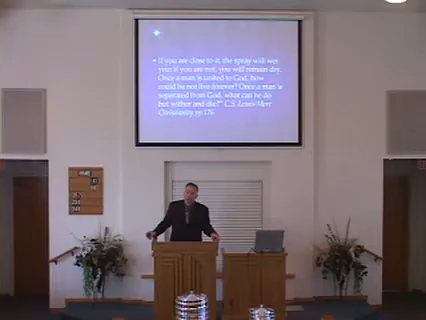 • If you are close to it, the spray will wet
you: if you are not, you will remain dry.
Once a man is united to God, how
could he not live forever? Once a man is
separated from God, what can he do
but wither and die?" C.S. Lewis Mere
Christianity pp.176